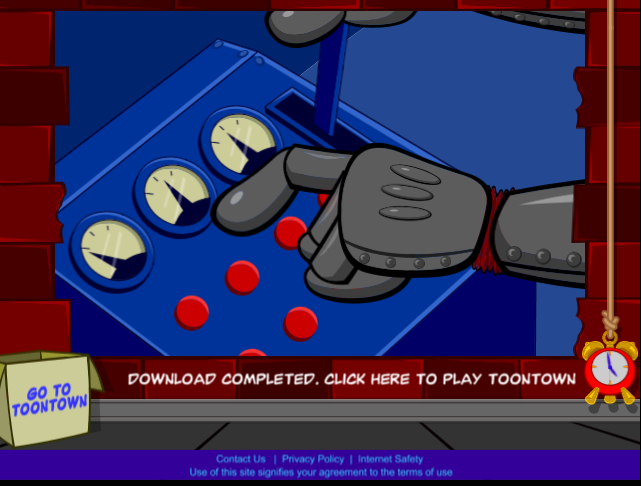 DOWNLOAD COMPLETED. CLICK HERE TO PLAY TOONTOWN
GO TO
TOONTOWN
Contact Us | Privacy Policy | Internet Safety
Use of this site signifies your agreement to the terms of use